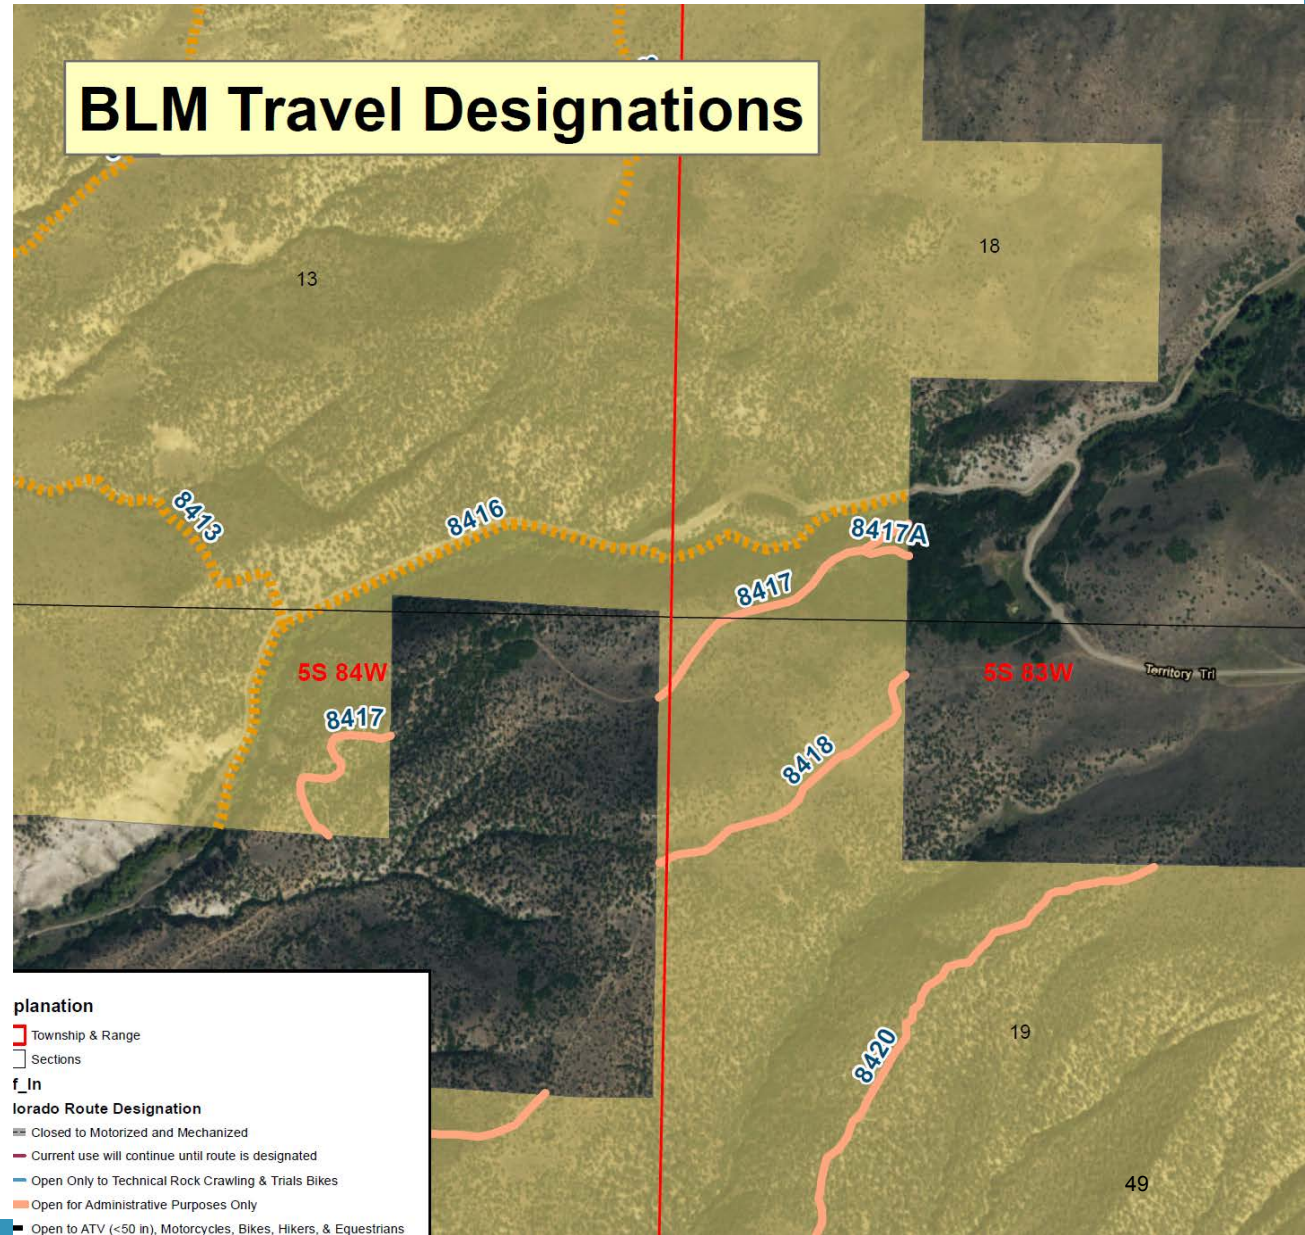 BLM Travel Designations
18
13
8413
8416
8417A
8417
5S 84W
5S 83W
Territory Trl
8417
8418
19
8420
49
planation
Township & Range
Sections
f_ln
lorado Route Designation
Closed to Motorized and Mechanized
Current use will continue until route is designated
Open Only to Technical Rock Crawling & Trials Bikes
Open for Administrative Purposes Only
Open to ATV (<50 in), Motorcycles, Bikes, Hikers, & Equestrians